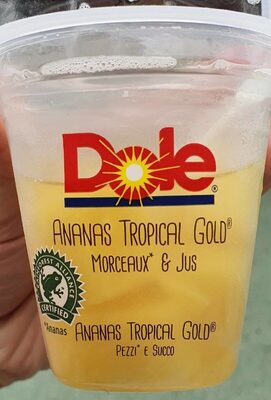 Dole®
ANANAS TROPICAL GOLD®
MORCEAUX* & JUS
RAINFOREST ALLIANCE
CERTIFIED
*Ananas
ANANAS TROPICAL GOLD®
PEZZI* E SUCCO